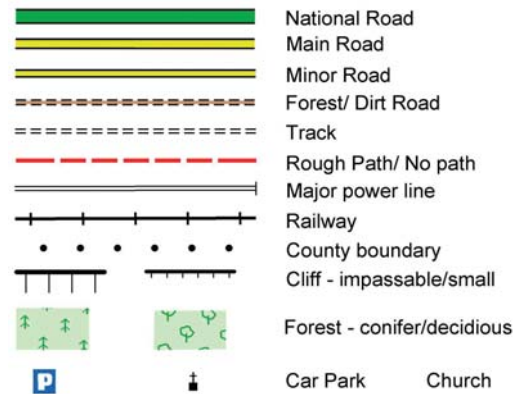 National Road
Main Road
Minor Road
Forest/ Dirt Road
Track
Rough Path/ No path
Major power line
Railway
County boundary
Cliff - impassable/small
Forest - conifer/decidious
P Car Park Church